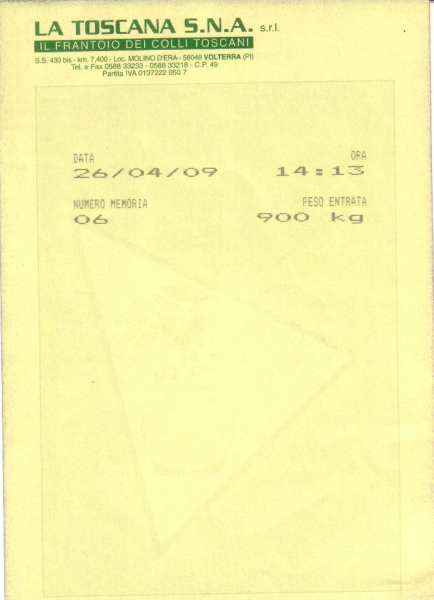 LA TOSCANA S.N.A. s.r.l.
IL FRANTOIO DEI COLLI TOSCANI
S.S. 439 bis - km. 7,400 - Loc. MOLINO D'ERA - 56048 VOLTERRA (PI)
Tel. e Fax 0588 33233 - 0588 33218 - C.P. 49
Partita IVA 0137222 050 7
DATA ORA
26/04/09 14:13
NUMERO MEMORIA PESO ENTRATA
06 900 kg